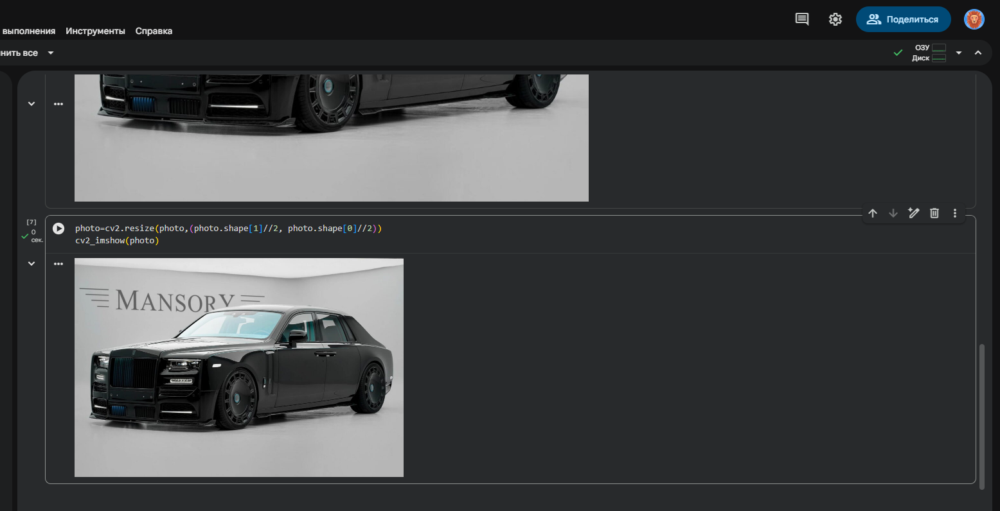 выполнения Инструменты Справка
Поделиться
нить все
ОЗУ
Диск
[7]
0
сек.
photo=cv2.resize(photo,(photo.shape[1]//2, photo.shape[0]//2))
cv2_imshow(photo)
MANSORY